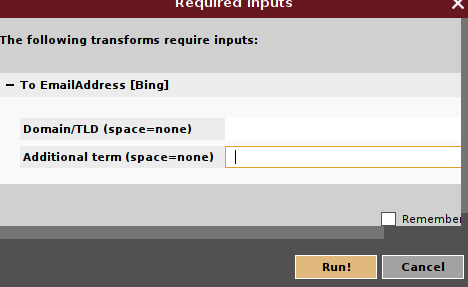 Required Inputs
The following transforms require inputs:
To EmailAddress [Bing]
Domain/TLD (space=none)
Additional term (space=none)
Remember
Run!
Cancel